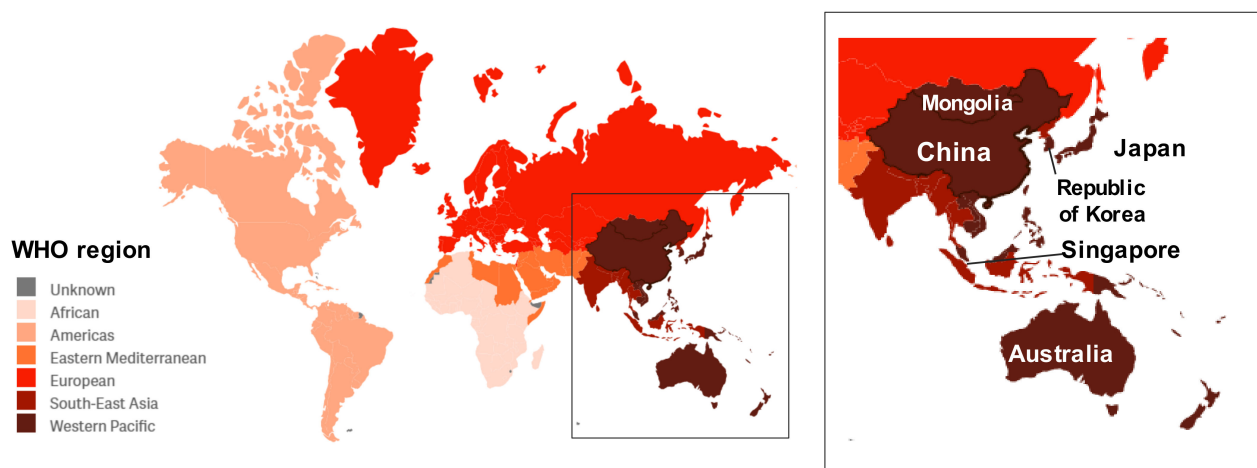 WHO region
Unknown
African
Americas
Eastern Mediterranean
European
South-East Asia
Western Pacific
Mongolia
China
Japan
Republic
of Korea
Singapore
Australia